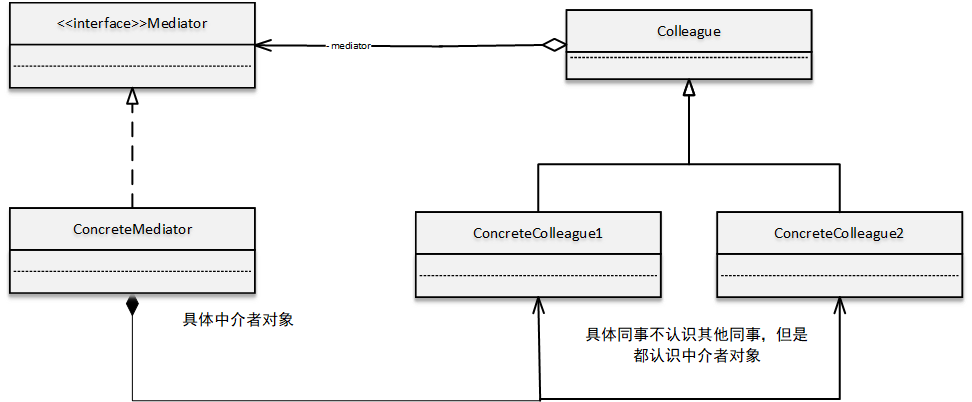 <<interface>>Mediator
- mediator
Colleague
ConcreteMediator
ConcreteColleague1
ConcreteColleague2
具体中介者对象
具体同事不认识其他同事，但是
都认识中介者对象